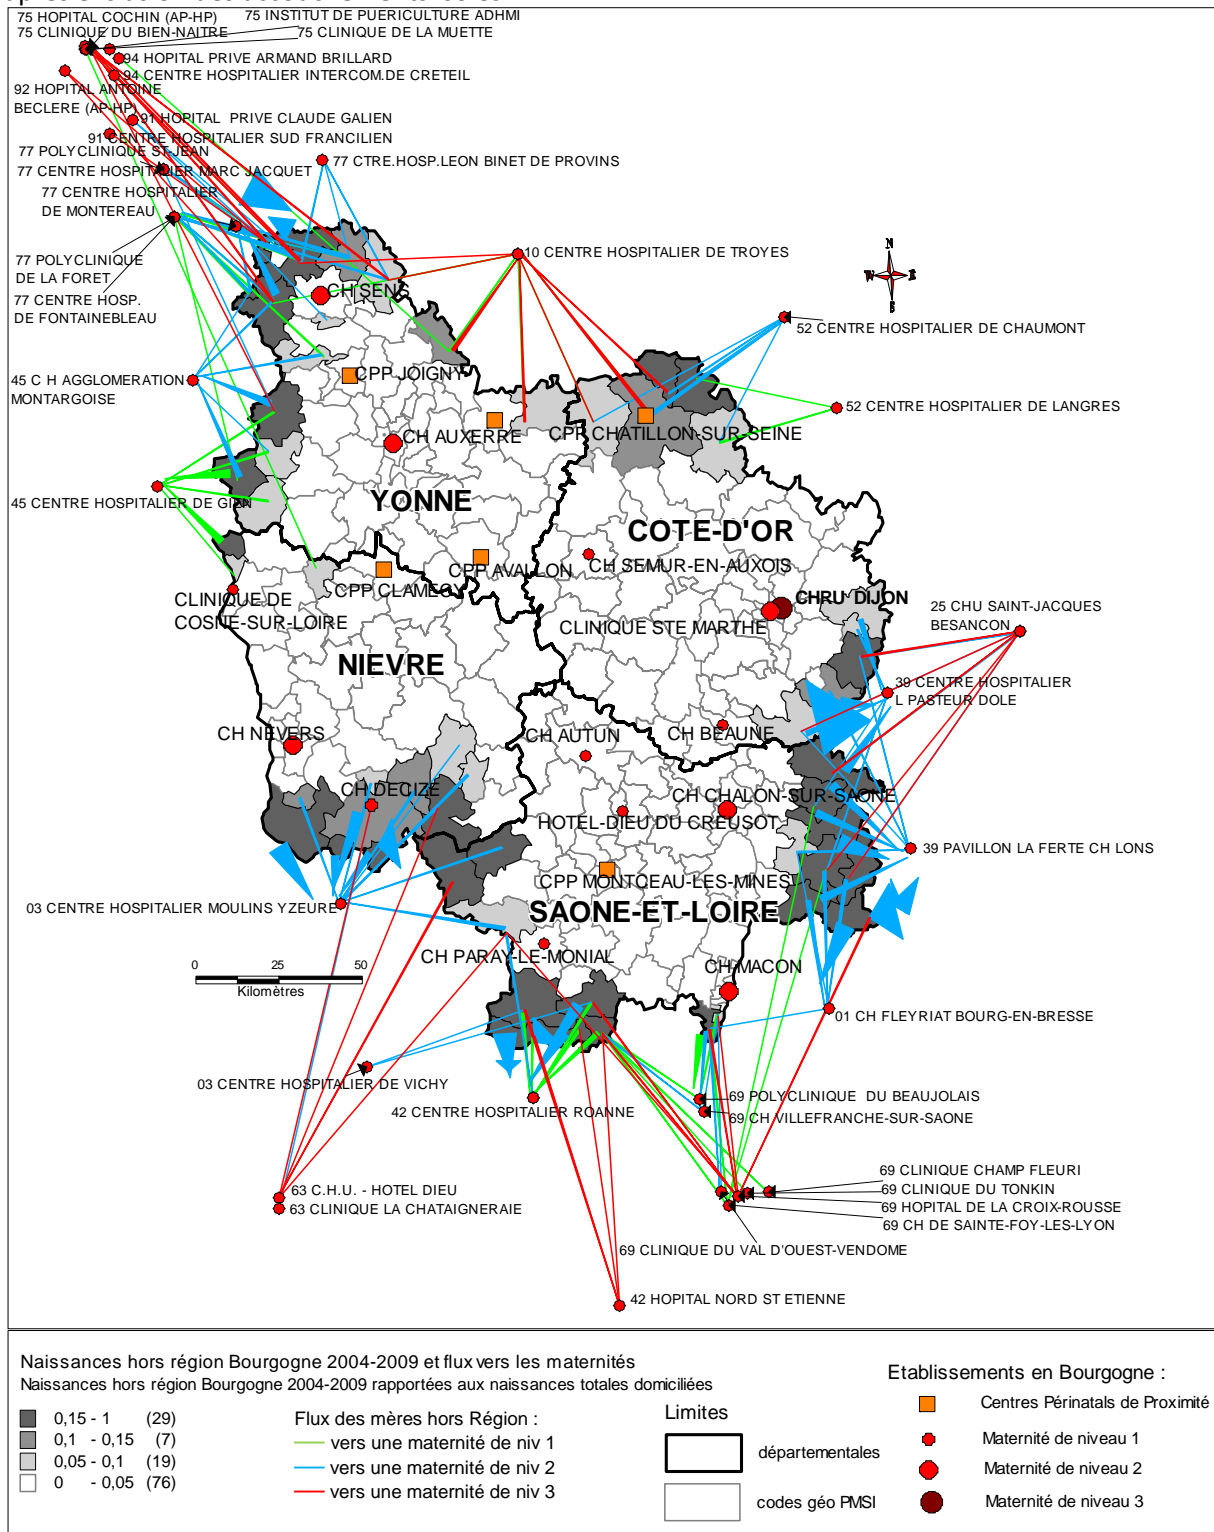 75 HOPITAL COCHIN (AP-HP)
75 INSTITUT DE PUERICULTURE ADHMI
75 CLINIQUE DU BIEN-NAITRE
75 CLINIQUE DE LA MUETTE
94 HOPITAL PRIVE ARMAND BRILLARD
94 CENTRE HOSPITALIER INTERCOM.DE CRETEIL
92 HOPITAL ANTOINE
BECLERE (AP-HP)
91 HOPITAL PRIVE CLAUDE GALIEN
91 CENTRE HOSPITALIER SUD FRANCILIEN
77 POLYCLINIQUE ST-JEAN
77 CTRE.HOSP.LEON BINET DE PROVINS
77 CENTRE HOSPITALIER MARC JACQUET
77 CENTRE HOSPITALIER
DE MONTEREAU
77 POLYCLINIQUE
DE LA FORET
77 CENTRE HOSP.
DE FONTAINEBLEAU
10 CENTRE HOSPITALIER DE TROYES
N
W E
S
CH SENS
52 CENTRE HOSPITALIER DE CHAUMONT
45 C H AGGLOMERATION
MONTARGOISE
CPP JOIGNY
52 CENTRE HOSPITALIER DE LANGRES
CH AUXERRE
CPP CHATILLON-SUR-SEINE
45 CENTRE HOSPITALIER DE GIEN
YONNE
COTE-D'OR
CH SEMUR-EN-AUXOIS
CPP AVALLON
CPP CLAMECY
CLINIQUE DE
COSNE-SUR-LOIRE
CHRU DIJON
CLINIQUE STE MARTHE
25 CHU SAINT-JACQUES
BESANCON
NIEVRE
39 CENTRE HOSPITALIER
L PASTEUR DOLE
CH NEVERS
CH AUTUN
CH BEAUNE
CH DECIZE
CH CHALON-SUR-SAONE
HOTEL-DIEU DU CREUSOT
39 PAVILLON LA FERTE CH LONS
CPP MONTCEAU-LES-MINES
03 CENTRE HOSPITALIER MOULINS YZEURE
SAONE-ET-LOIRE
CH PARAY-LE-MONIAL
CH MACON
0 25 50
Kilomètres
01 CH FLEYRIAT BOURG-EN-BRESSE
03 CENTRE HOSPITALIER DE VICHY
42 CENTRE HOSPITALIER ROANNE
69 POLYCLINIQUE DU BEAUJOLAIS
69 CH VILLEFRANCHE-SUR-SAONE
63 C.H.U. - HOTEL DIEU
63 CLINIQUE LA CHATAIGNERAIE
69 CLINIQUE CHAMP FLEURI
69 CLINIQUE DU TONKIN
69 HOPITAL DE LA CROIX-ROUSSE
69 CH DE SAINTE-FOY-LES-LYON
69 CLINIQUE DU VAL D'OUEST-VENDOME
42 HOPITAL NORD ST ETIENNE
Naissances hors région Bourgogne 2004-2009 et flux vers les maternités
Naissances hors région Bourgogne 2004-2009 rapportées aux naissances totales domiciliées
0,15 - 1 (29)
0,1 - 0,15 (7)
0,05 - 0,1 (19)
0 - 0,05 (76)
Flux des mères hors Région :
vers une maternité de niv 1
vers une maternité de niv 2
vers une maternité de niv 3
Limites
départementales
codes géo PMSI
Etablissements en Bourgogne :
Centres Périnatals de Proximité
Maternité de niveau 1
Maternité de niveau 2
Maternité de niveau 3